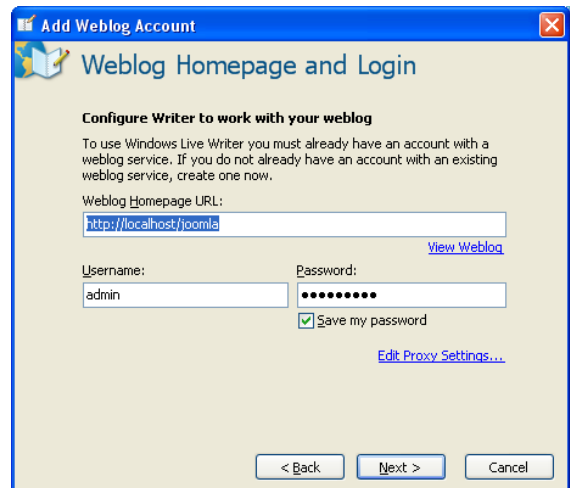 Add Weblog Account
Weblog Homepage and Login
Configure Writer to work with your weblog
To use Windows Live Writer you must already have an account with a
weblog service. If you do not already have an account with an existing
weblog service, create one now.
Weblog Homepage URL:
http://localhost/joomla
View Weblog
Username: Password:
admin ●●●●●●●●●
Save my password
Edit Proxy Settings...
< Back Next > Cancel